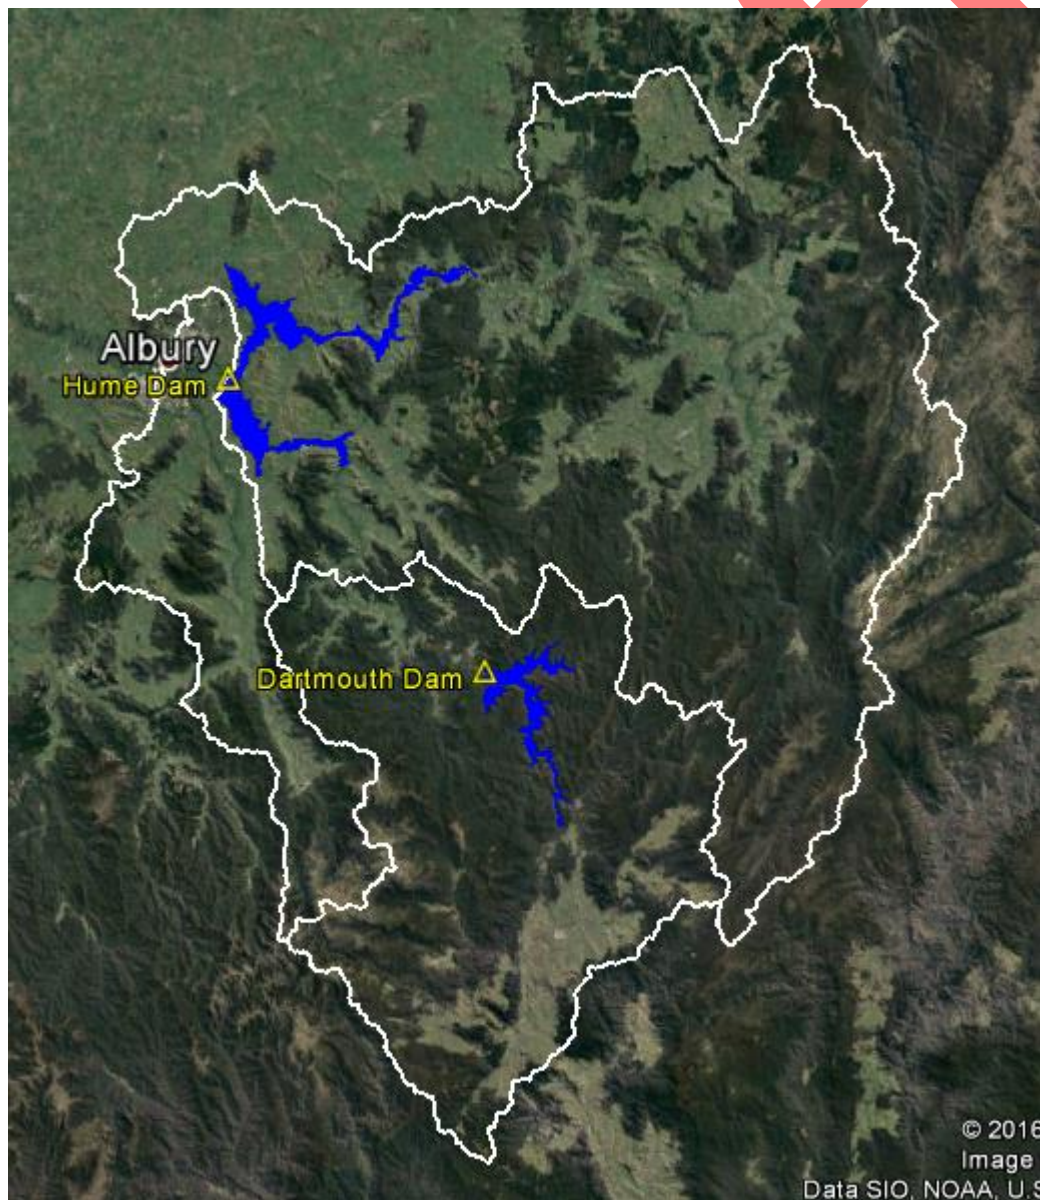 Albury
Hume Dam
Dartmouth Dam
© 2016
Image
Data SIO, NOAA, U.S